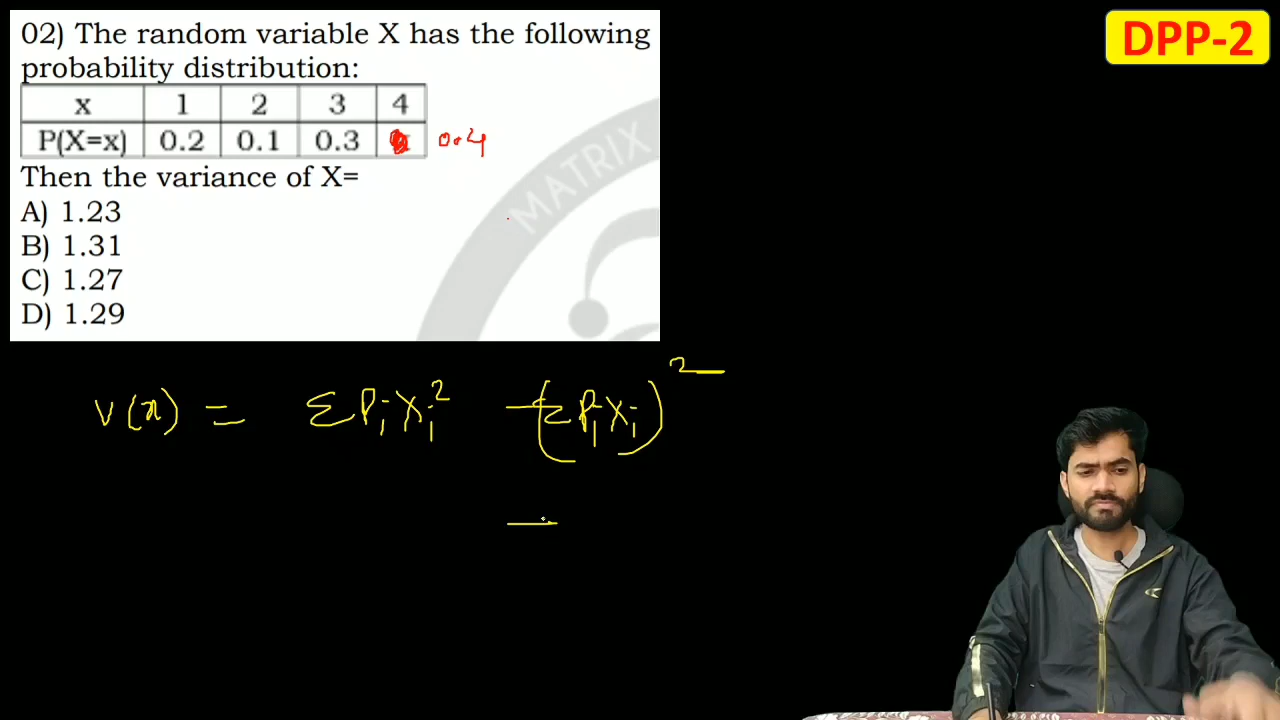 DPP-2
02) The random variable X has the following
probability distribution:
x 1 2 3 4
P(X=x) 0.2 0.1 0.3 0.4
Then the variance of X=
A) 1.23
B) 1.31
C) 1.27
D) 1.29
MATRIX
V(x) = ΣPᵢXᵢ² - (ΣPᵢXᵢ)²